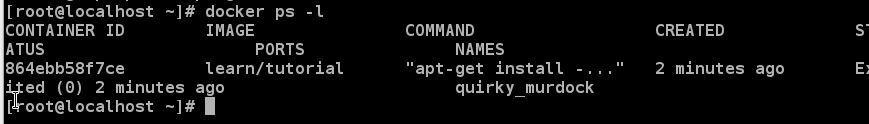 [root@localhost ~]# docker ps -l
CONTAINER ID        IMAGE               COMMAND                  CREATED             ST
ATUS                     PORTS               NAMES
864ebb58f7ce        learn/tutorial      "apt-get install -..."   2 minutes ago       Ex
ited (0) 2 minutes ago                       quirky_murdock
[root@localhost ~]#